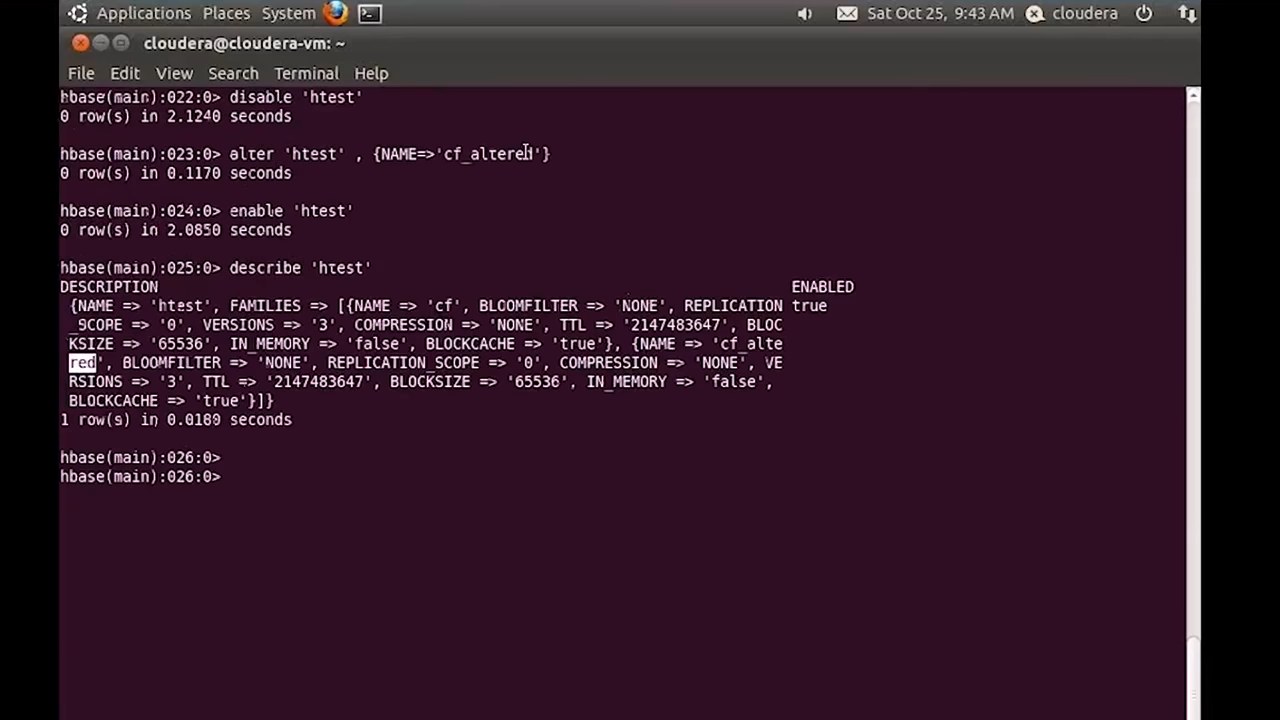 Applications Places System Sat Oct 25, 9:43 AM cloudera
cloudera@cloudera-vm: ~
File Edit View Search Terminal Help
hbase(main):022:0> disable 'htest'
0 row(s) in 2.1240 seconds
hbase(main):023:0> alter 'htest' , {NAME=>'cf_altered'}
0 row(s) in 0.1170 seconds
hbase(main):024:0> enable 'htest'
0 row(s) in 2.0850 seconds
hbase(main):025:0> describe 'htest'
DESCRIPTION ENABLED
{NAME => 'htest', FAMILIES => [{NAME => 'cf', BLOOMFILTER => 'NONE', REPLICATION true
_SCOPE => '0', VERSIONS => '3', COMPRESSION => 'NONE', TTL => '2147483647', BLOC
KSIZE => '65536', IN_MEMORY => 'false', BLOCKCACHE => 'true'}, {NAME => 'cf_alte
red', BLOOMFILTER => 'NONE', REPLICATION_SCOPE => '0', COMPRESSION => 'NONE', VE
RSIONS => '3', TTL => '2147483647', BLOCKSIZE => '65536', IN_MEMORY => 'false',
BLOCKCACHE => 'true'}]}
1 row(s) in 0.0180 seconds
hbase(main):026:0>
hbase(main):026:0>